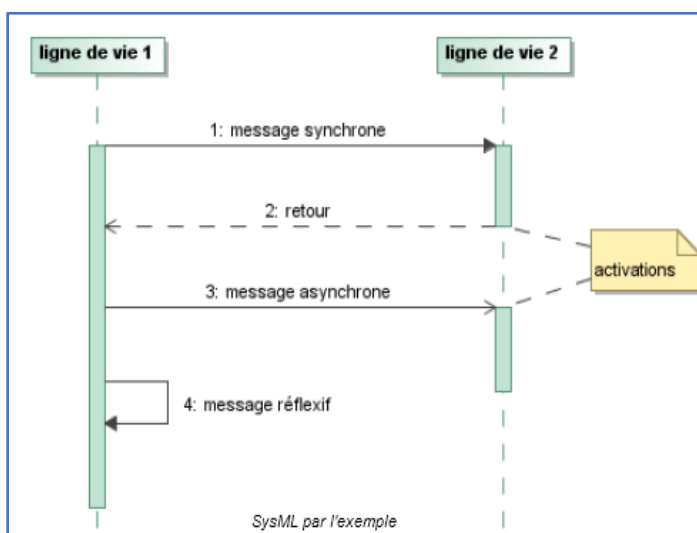 ligne de vie 1
ligne de vie 2
1: message synchrone
2: retour
activations
3: message asynchrone
4: message réflexif
SysML par l'exemple